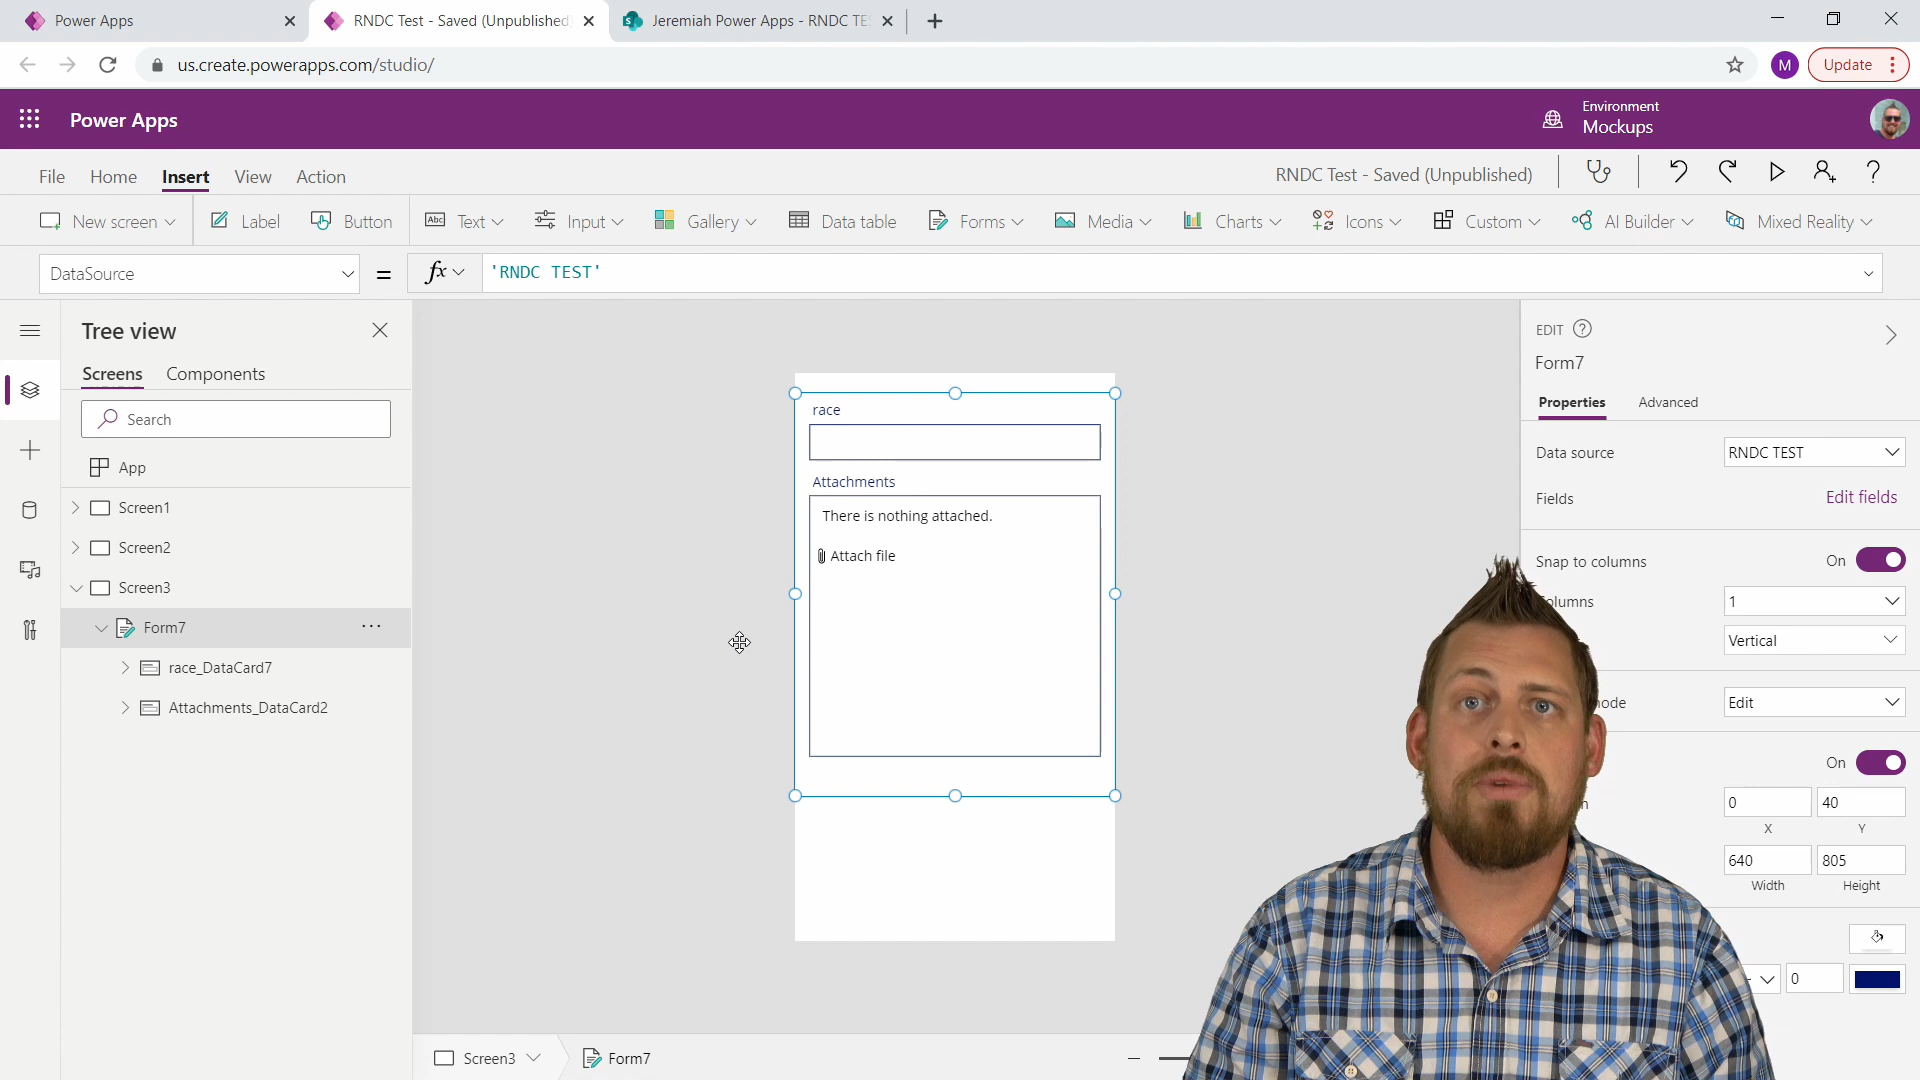 Power Apps
RNDC Test - Saved (Unpublished)
Jeremiah Power Apps - RNDC TE
us.create.powerapps.com/studio/
M
Update
Power Apps
Environment
Mockups
File
Home
Insert
View
Action
RNDC Test - Saved (Unpublished)
New screen
Label
Button
Abc
Text
Input
Gallery
Data table
Forms
Media
Charts
Icons
Custom
AI Builder
Mixed Reality
DataSource
=
fx
'RNDC TEST'
Tree view
Screens
Components
Search
App
Screen1
Screen2
Screen3
Form7
race_DataCard7
Attachments_DataCard2
race
Attachments
There is nothing attached.
Attach file
EDIT
Form7
Properties
Advanced
Data source
RNDC TEST
Fields
Edit fields
Snap to columns
On
1
Vertical
Edit
On
0
40
X
Y
640
805
Width
Height
0
Screen3
Form7